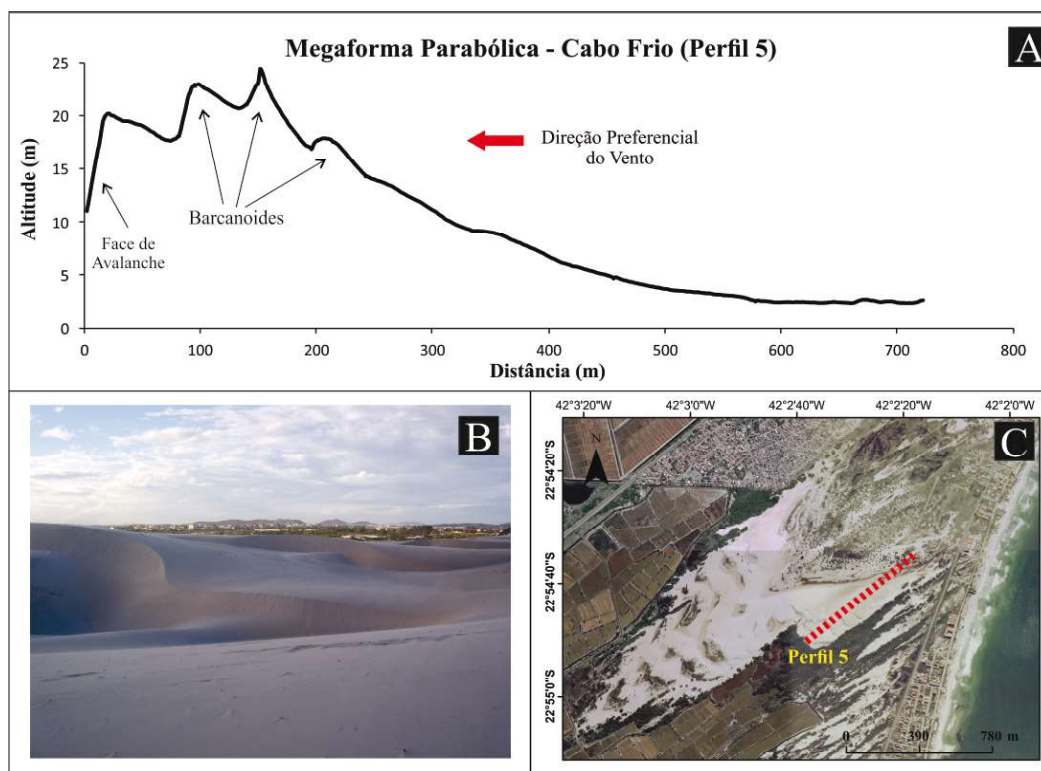 Megaforma Parabólica - Cabo Frio (Perfil 5)
A
25
20
15
10
5
0
Altitude (m)
Face de
Avalanche
Barcanoides
Direção Preferencial
do Vento
0 100 200 300 400 500 600 700 800
Distância (m)
B
C
42°3'20"W 42°3'0"W 42°2'40"W 42°2'20"W 42°2'0"W
22°54'20"S
22°54'40"S
22°55'0"S
N
Perfil 5
0 390 780 m